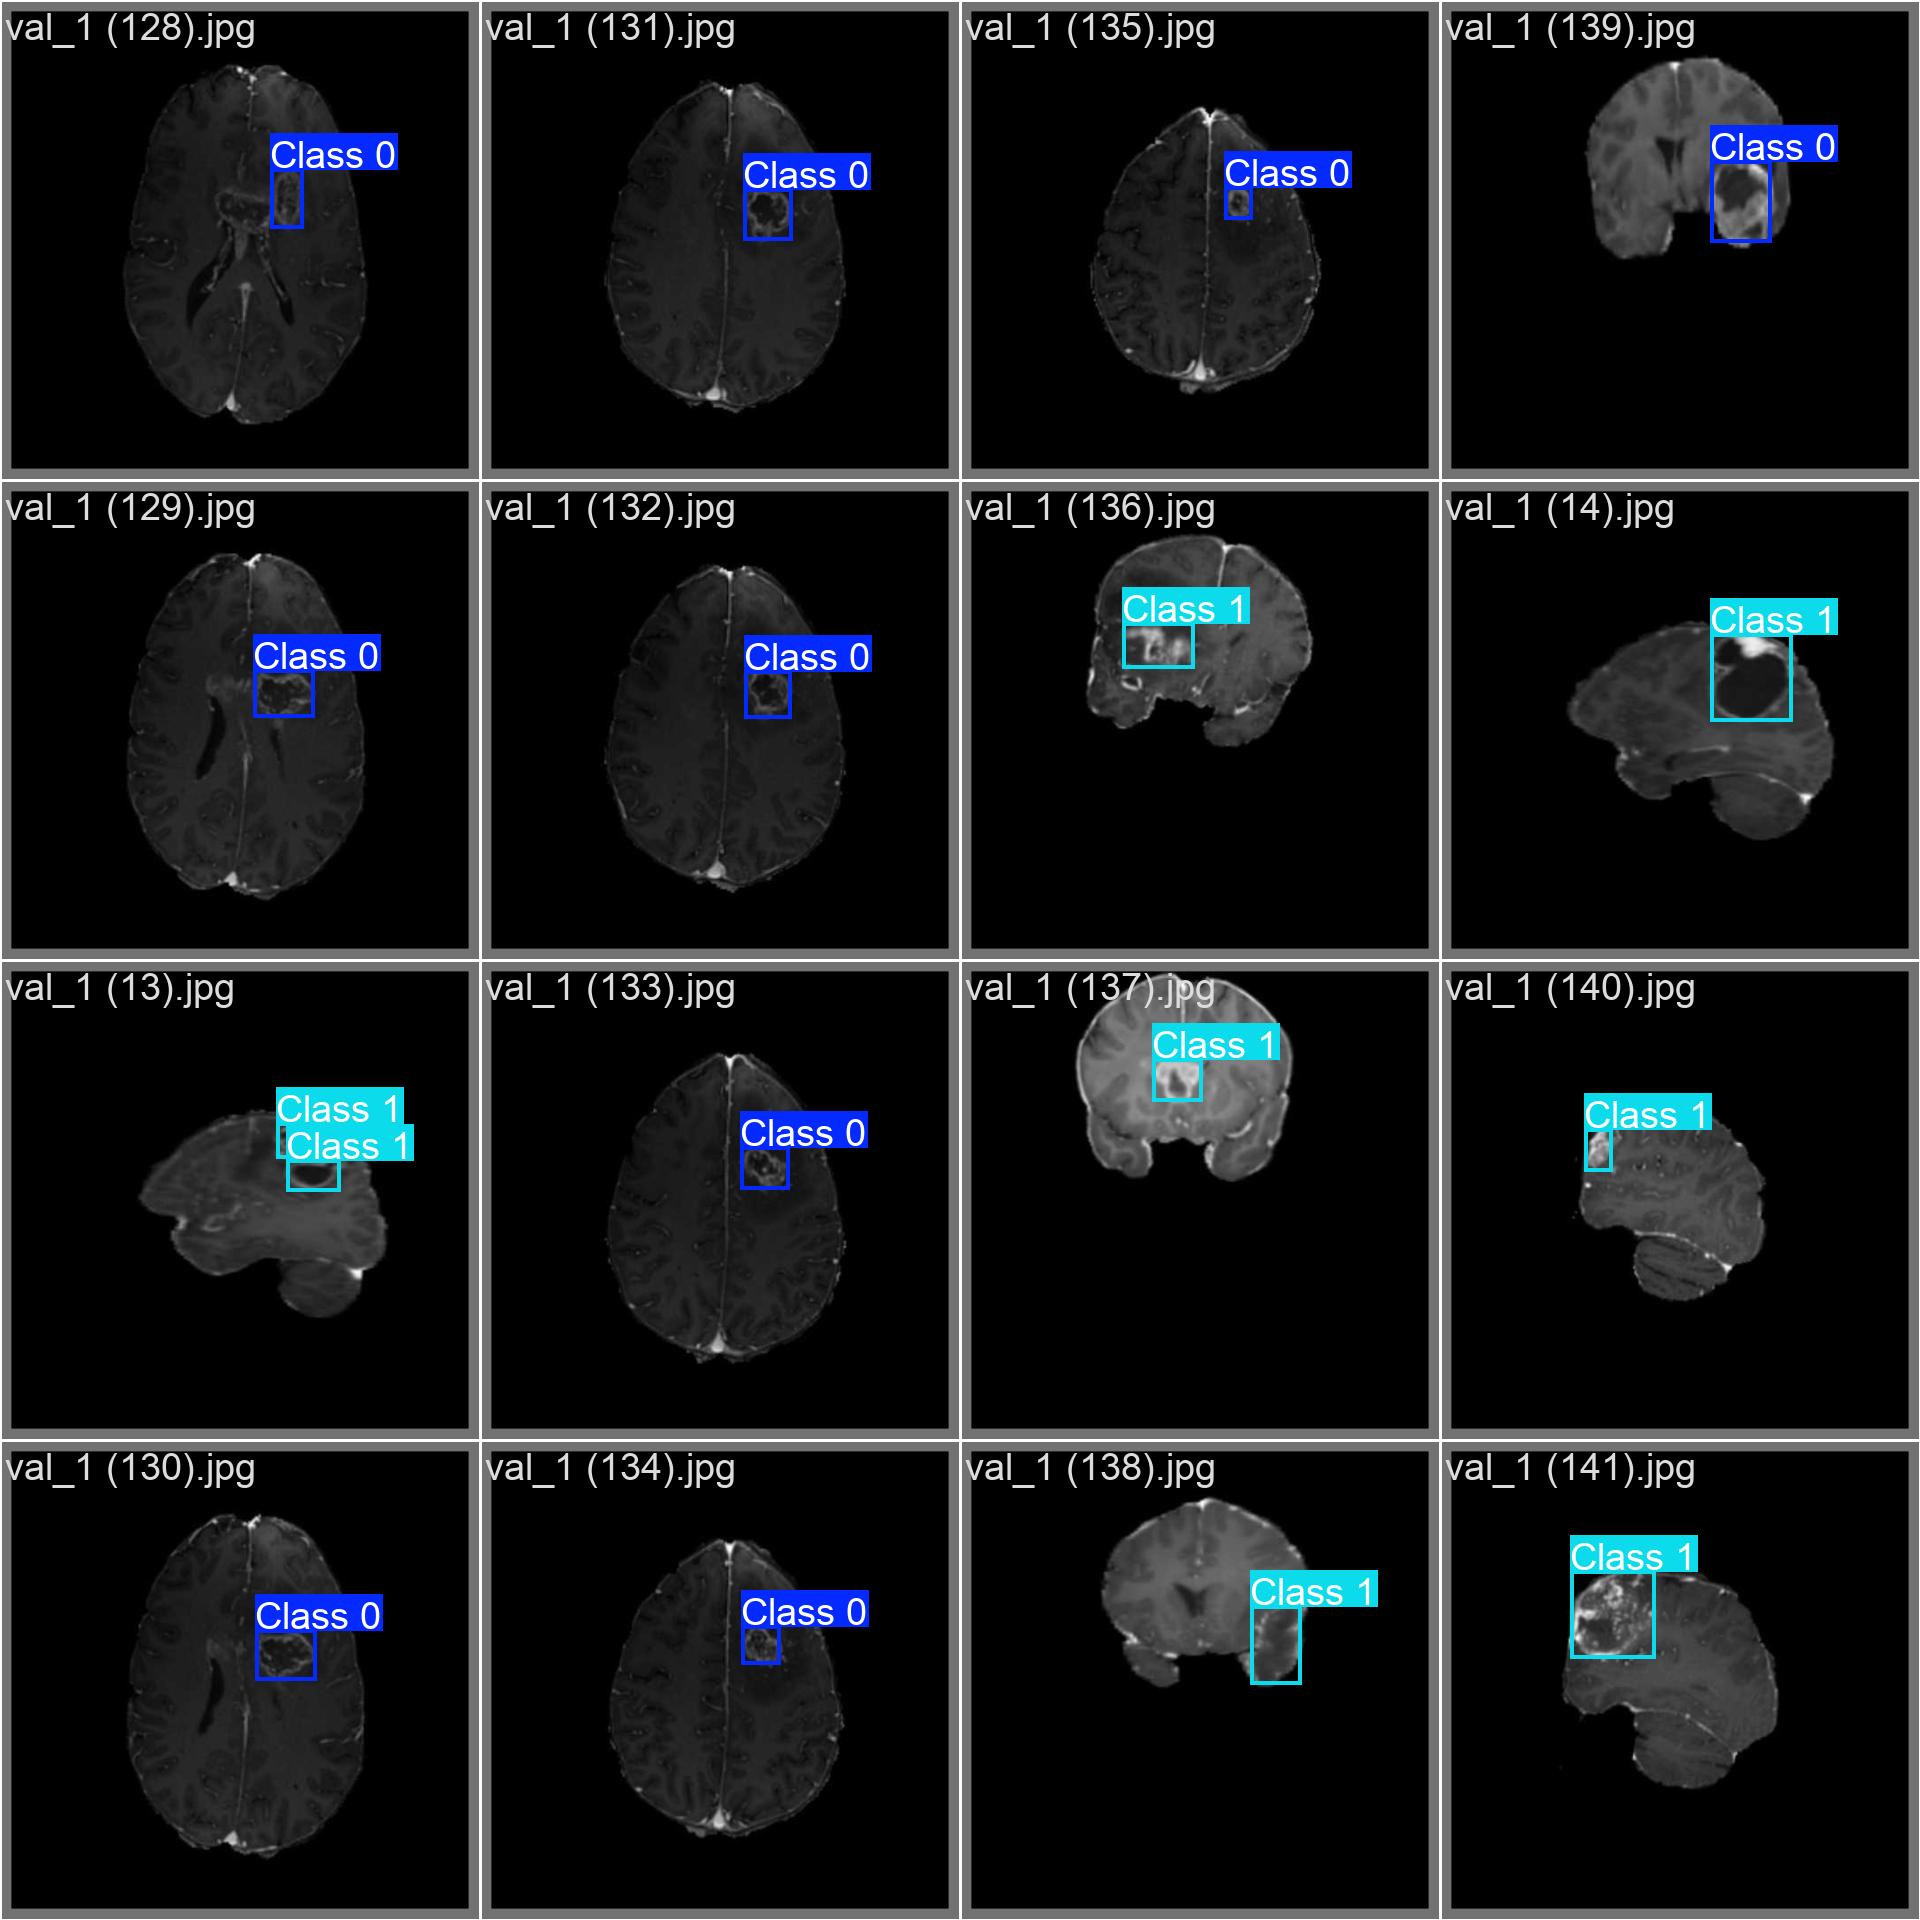 val_1 (128).jpg
Class 0
val_1 (131).jpg
Class 0
val_1 (135).jpg
Class 0
val_1 (139).jpg
Class 0
val_1 (129).jpg
Class 0
val_1 (132).jpg
Class 0
val_1 (136).jpg
Class 1
val_1 (14).jpg
Class 1
val_1 (13).jpg
Class 1
Class 1
val_1 (133).jpg
Class 0
val_1 (137).jpg
Class 1
val_1 (140).jpg
Class 1
val_1 (130).jpg
Class 0
val_1 (134).jpg
Class 0
val_1 (138).jpg
Class 1
val_1 (141).jpg
Class 1